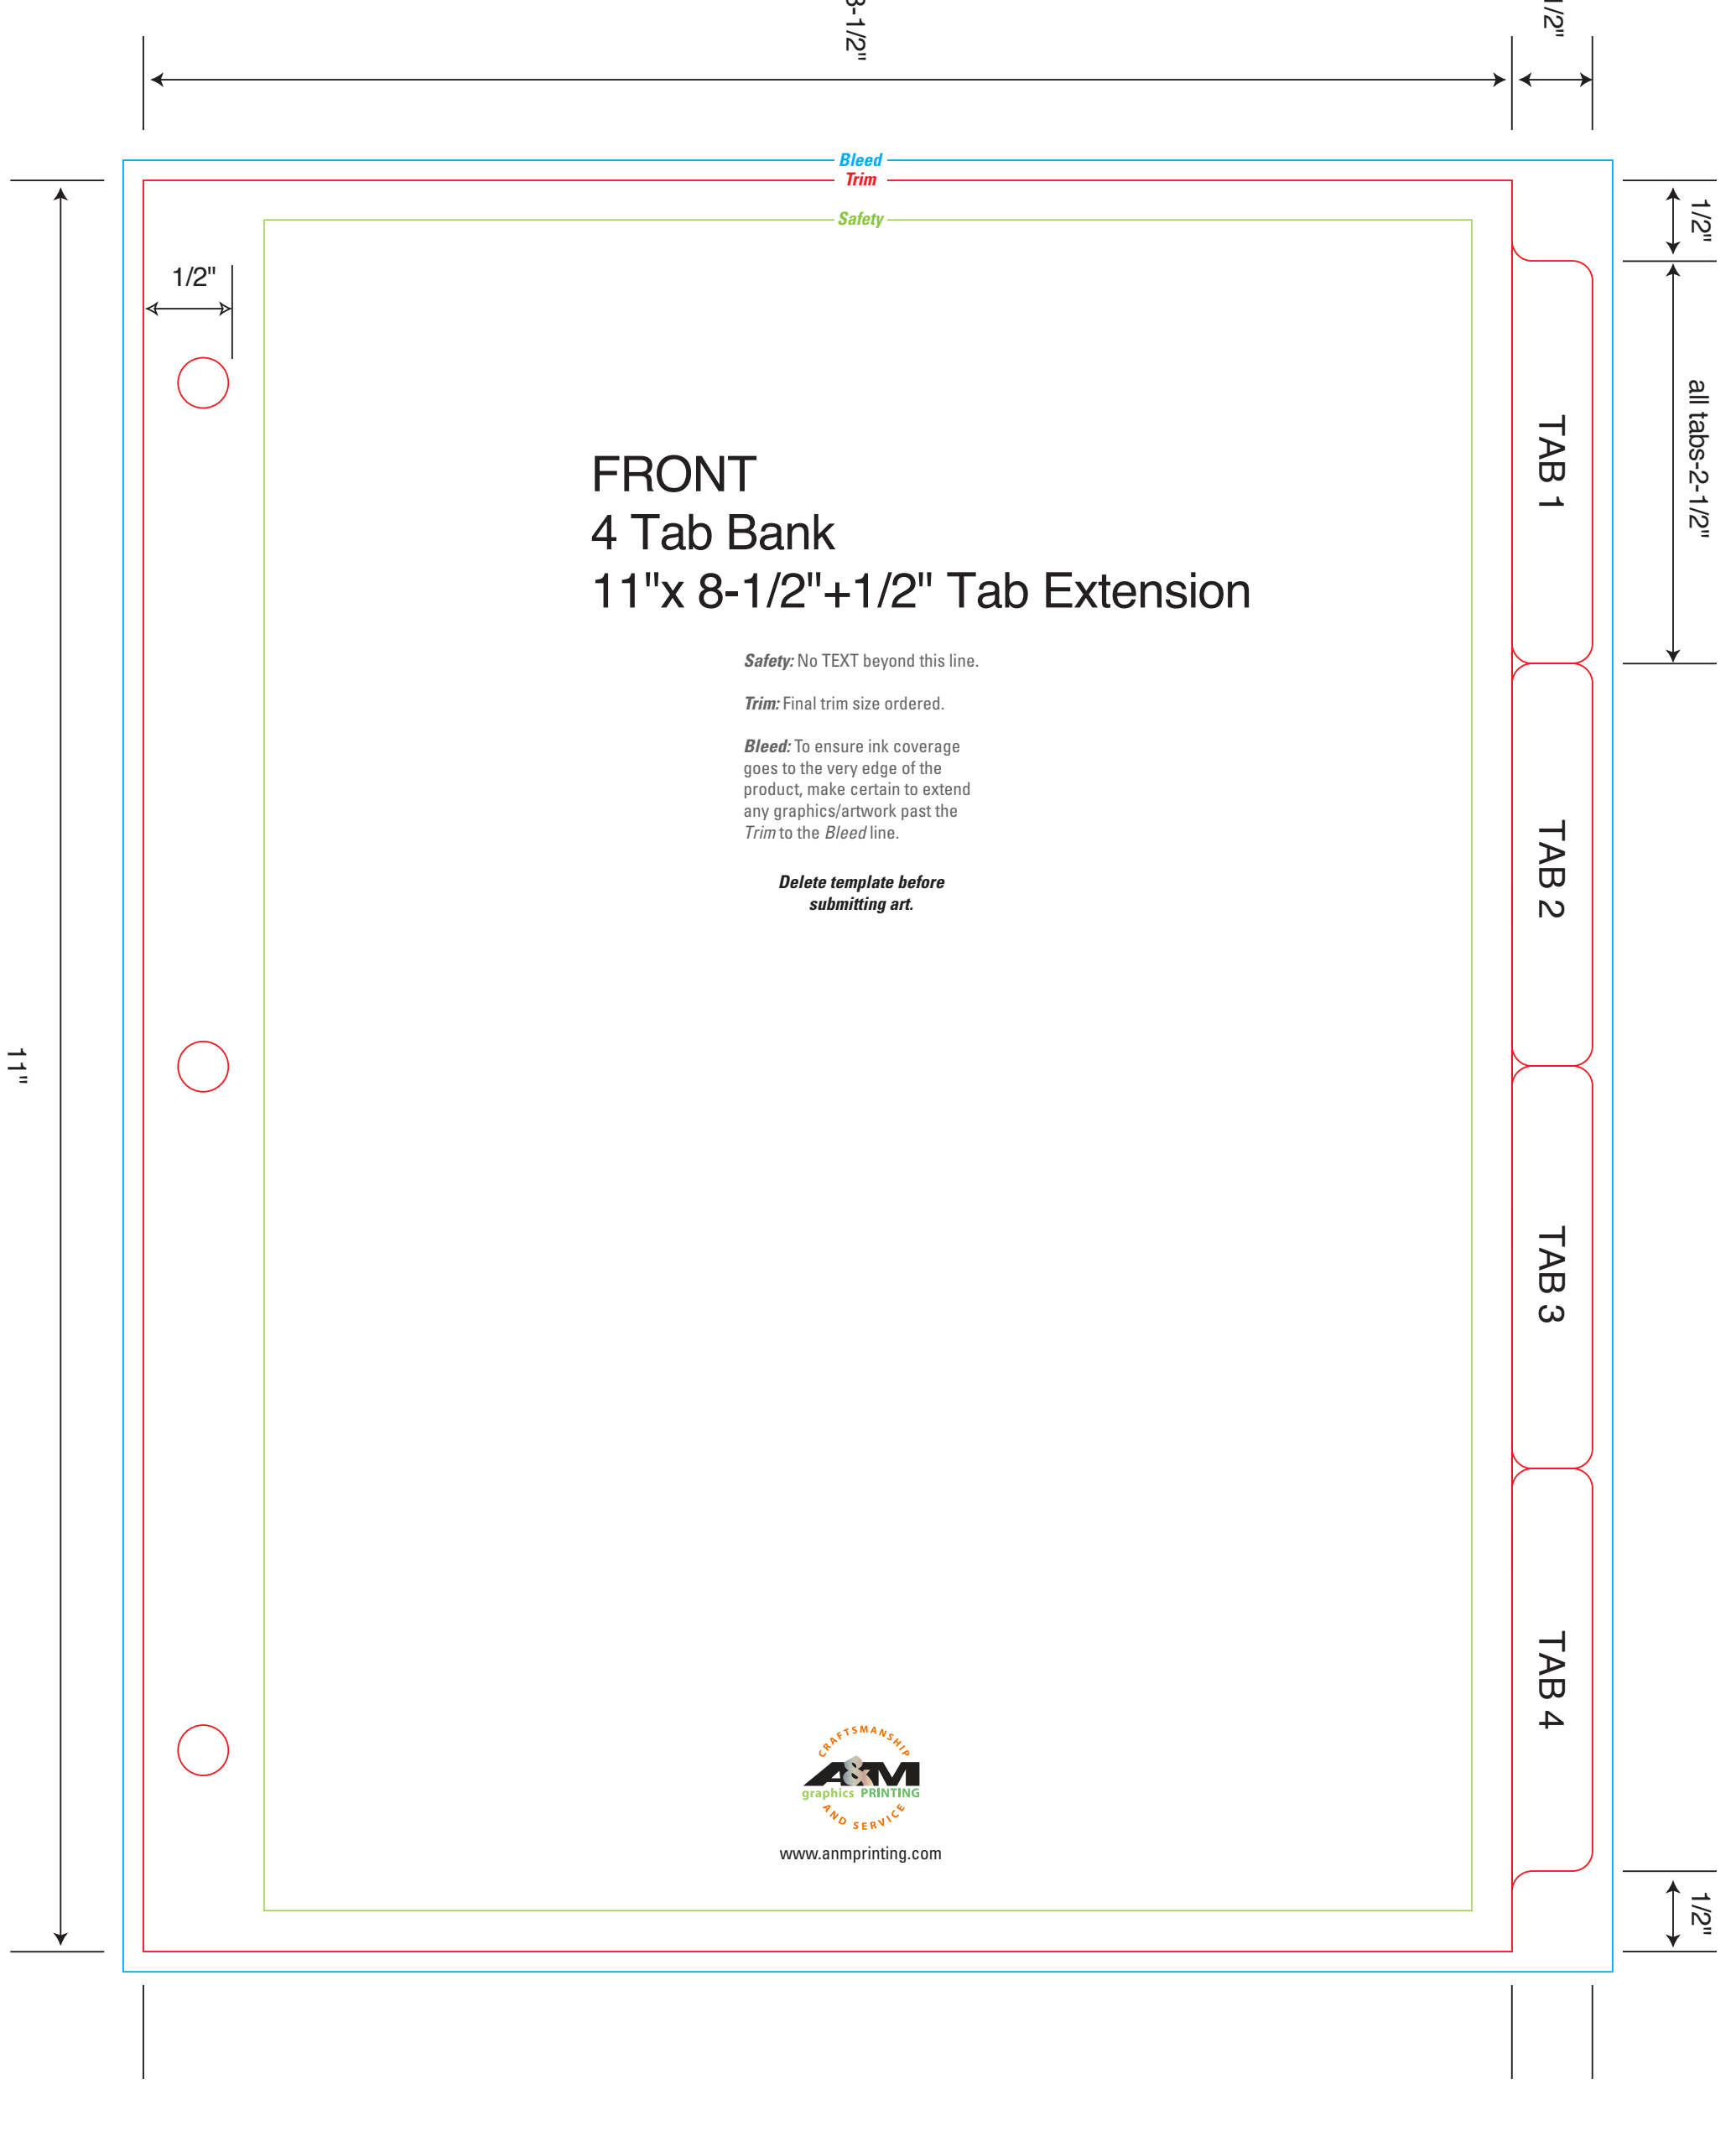 1/2"
Bleed
Trim
Safety
1/2"
1/2"
all tabs-2-1/2"
TAB 1
FRONT
4 Tab Bank
11"x 8-1/2"+1/2" Tab Extension
Safety: No TEXT beyond this line.
Trim: Final trim size ordered.
Bleed: To ensure ink coverage
goes to the very edge of the
product, make certain to extend
any graphics/artwork past the
Trim to the Bleed line.
Delete template before
submitting art.
TAB 2
11"
TAB 3
TAB 4
CRAFTSMANSHIP
A&M
graphics PRINTING
AND SERVICE
www.anmprinting.com
1/2"